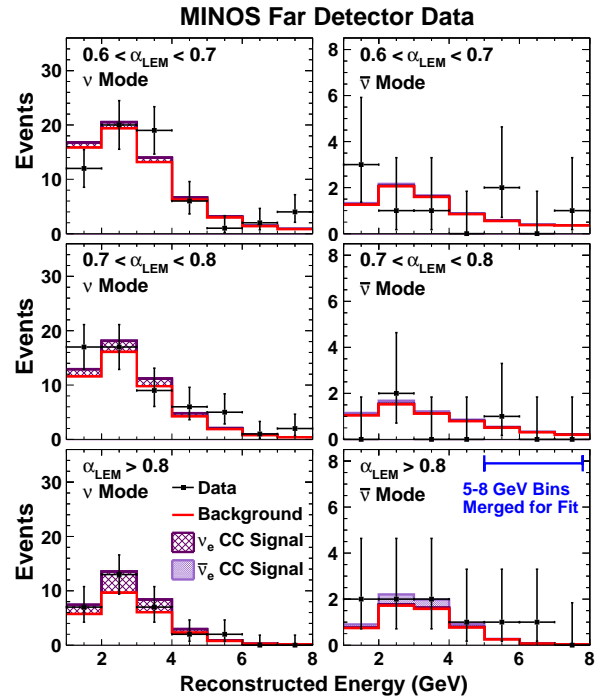 MINOS Far Detector Data
Events
30
20
10
0
0.6 < α_LEM < 0.7
ν Mode
8
6
4
2
0
0.6 < α_LEM < 0.7
ν̅ Mode
Events
30
20
10
0
0.7 < α_LEM < 0.8
ν Mode
8
6
4
2
0
0.7 < α_LEM < 0.8
ν̅ Mode
Events
30
20
10
0
α_LEM > 0.8
ν Mode
Data
Background
ν_e CC Signal
ν̅_e CC Signal
2 4 6 8
8
6
4
2
0
α_LEM > 0.8
ν̅ Mode
5-8 GeV Bins
Merged for Fit
2 4 6 8
Reconstructed Energy (GeV)